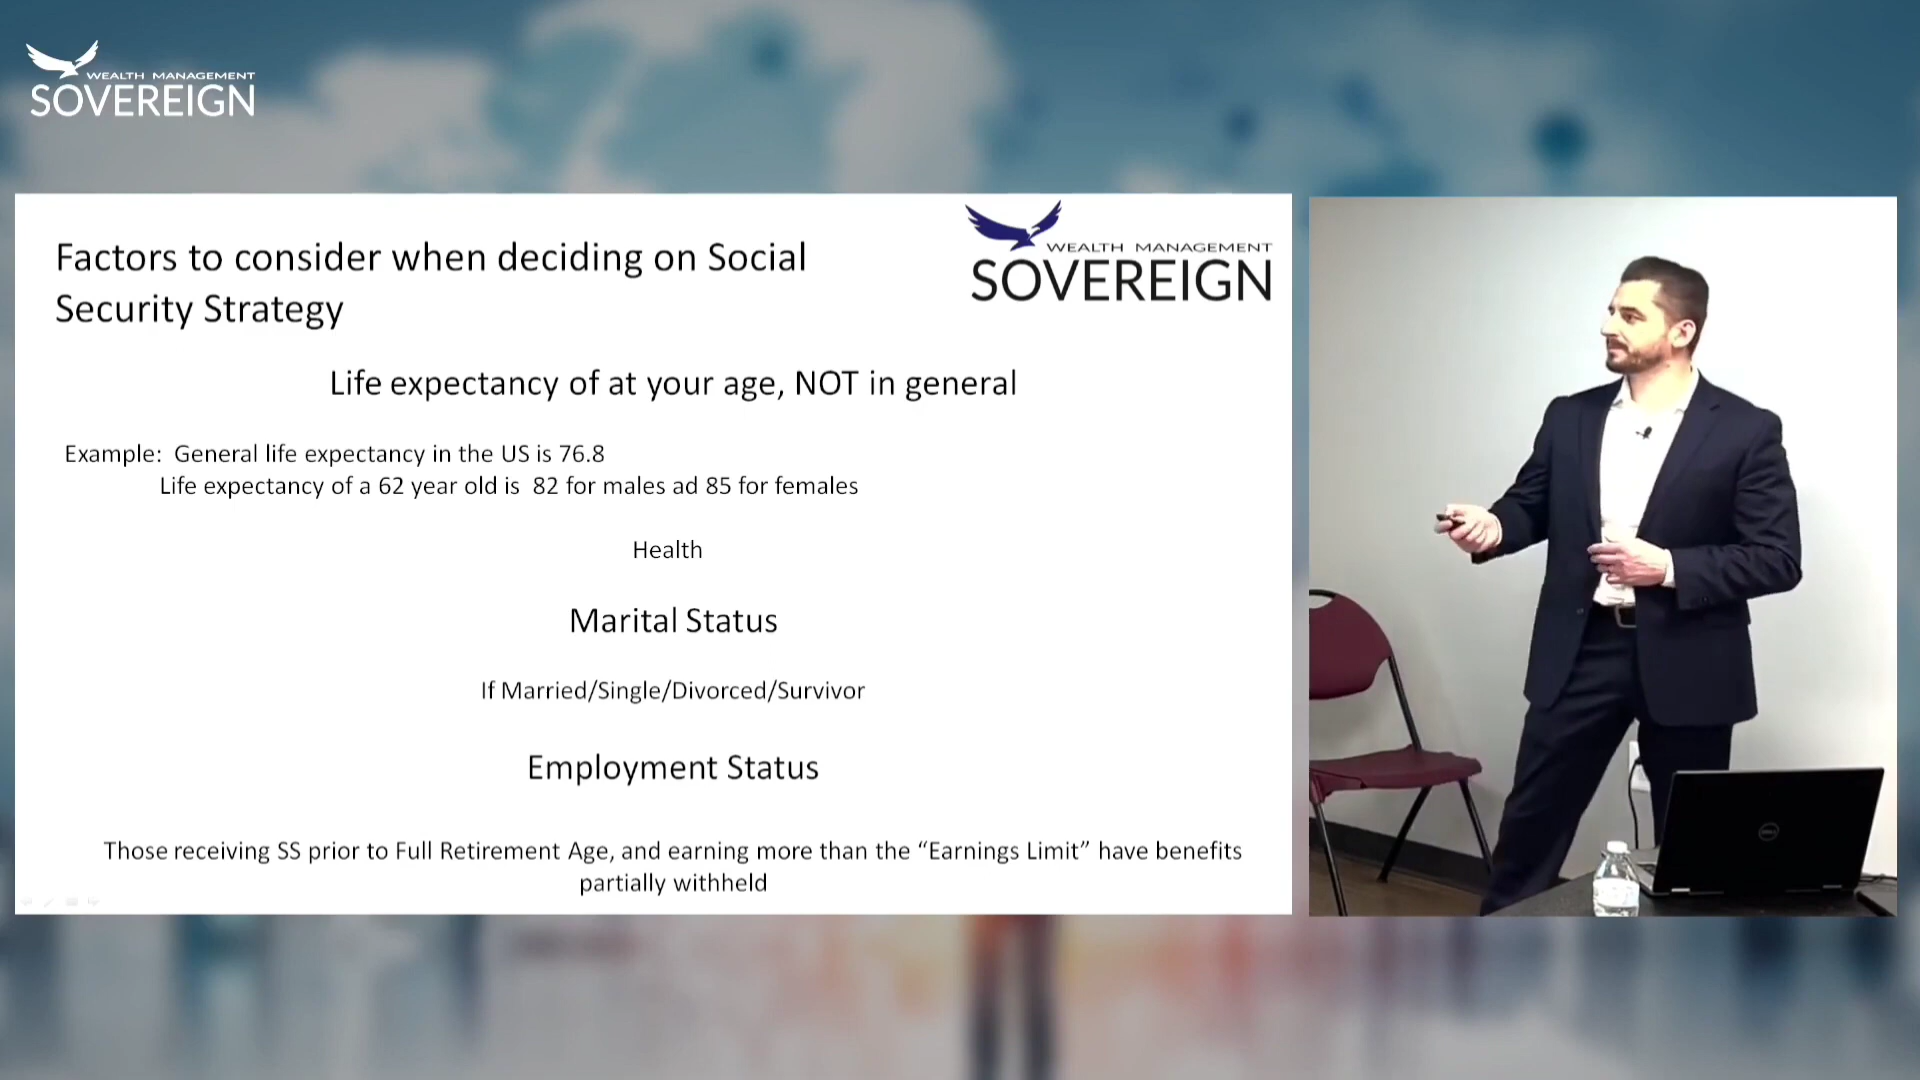 WEALTH MANAGEMENT
SOVEREIGN
WEALTH MANAGEMENT
SOVEREIGN
Factors to consider when deciding on Social
Security Strategy
Life expectancy of at your age, NOT in general
Example:  General life expectancy in the US is 76.8
Life expectancy of a 62 year old is  82 for males ad 85 for females
Health
Marital Status
If Married/Single/Divorced/Survivor
Employment Status
Those receiving SS prior to Full Retirement Age, and earning more than the “Earnings Limit” have benefits
partially withheld
DELL